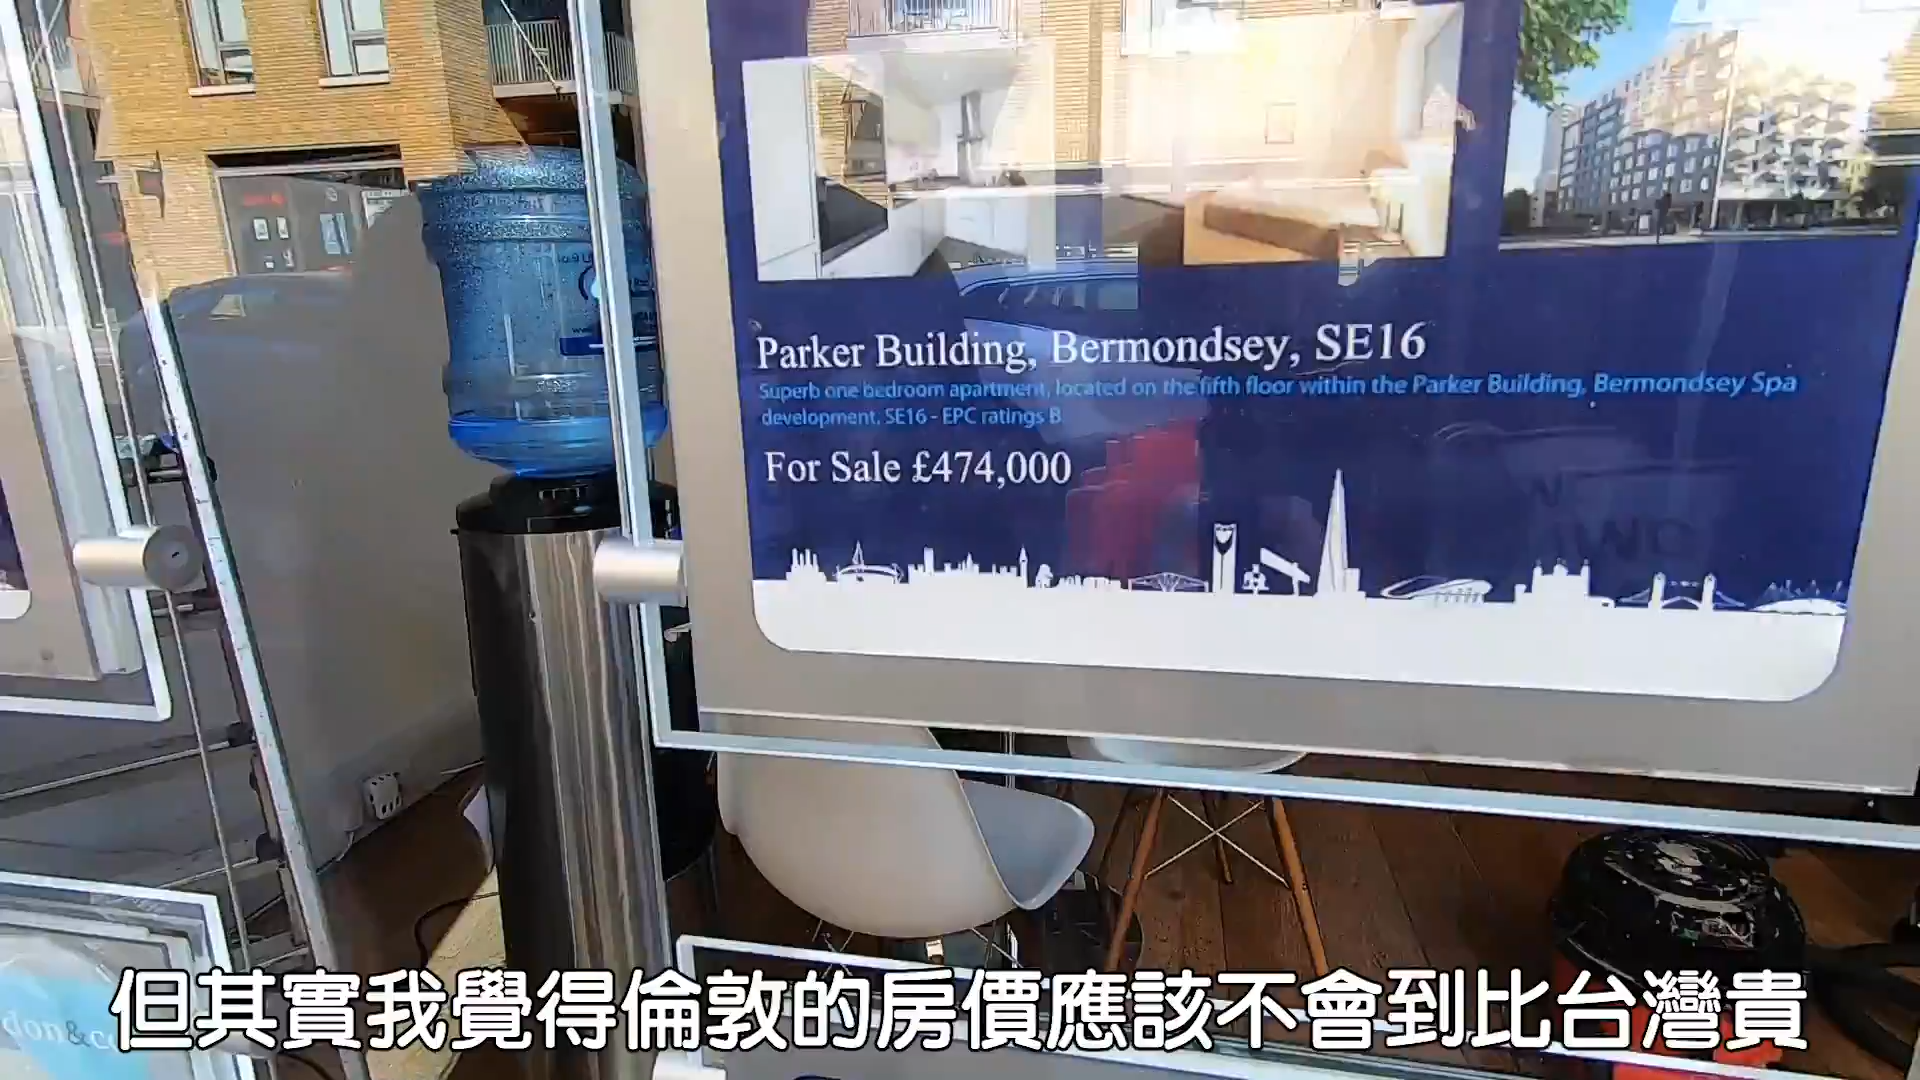 Parker Building, Bermondsey, SE16
Superb one bedroom apartment, located on the fifth floor within the Parker Building, Bermondsey Spa
development, SE16 - EPC ratings B
For Sale £474,000
don&co
但其實我覺得倫敦的房價應該不會到比台灣貴